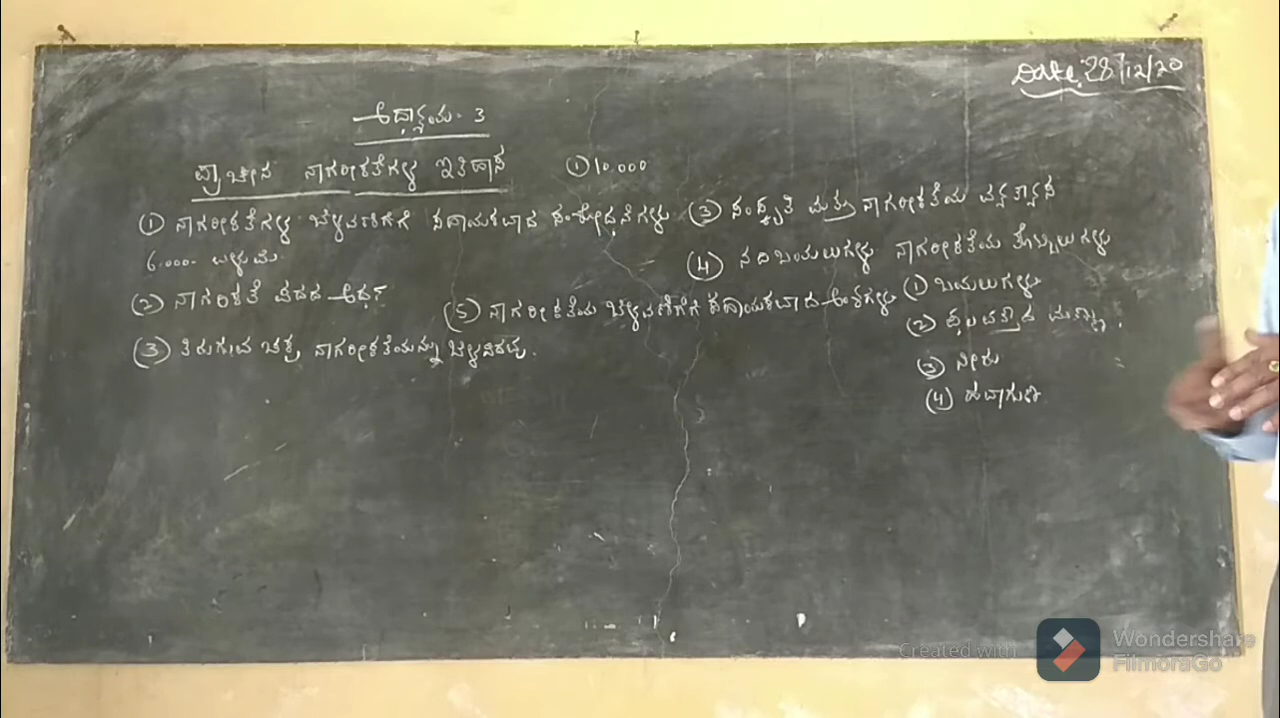 Date: 28/12/20
ಅಧ್ಯಾಯ - 3
ಪ್ರಾಚೀನ ನಾಗರೀಕತೆಗಳ ಇತಿಹಾಸ
① 10.000
① ನಾಗರೀಕತೆಗಳ ಬೆಳವಣಿಗೆಗೆ ಸಹಾಯಕವಾದ ಸಂಶೋಧನೆಗಳು
6.000-
② ನಾಗರಿಕತೆ ಪದದ ಅರ್ಥ
③ ತಿರುಗುವ ಚಕ್ರ ನಾಗರೀಕತೆಯನ್ನು ಬೆಳೆಸಿತು.
③ ಸಂಸ್ಕೃತಿ ಮತ್ತು ನಾಗರೀಕತೆಯ ವ್ಯತ್ಯಾಸ
④ ನದಿಬಯಲುಗಳು ನಾಗರೀಕತೆಯ ತೊಟ್ಟಿಲುಗಳು
⑤ ನಾಗರೀಕತೆಯ ಬೆಳವಣಿಗೆಗೆ ಸಹಾಯಕವಾದ ಅಂಶಗಳು
① ಬಯಲುಗಳು
② ಫಲವತ್ತಾದ ಮಣ್ಣು.
③ ನೀರು
④ ಹವಾಗುಣ
Created with
Wondershare
FilmoraGo